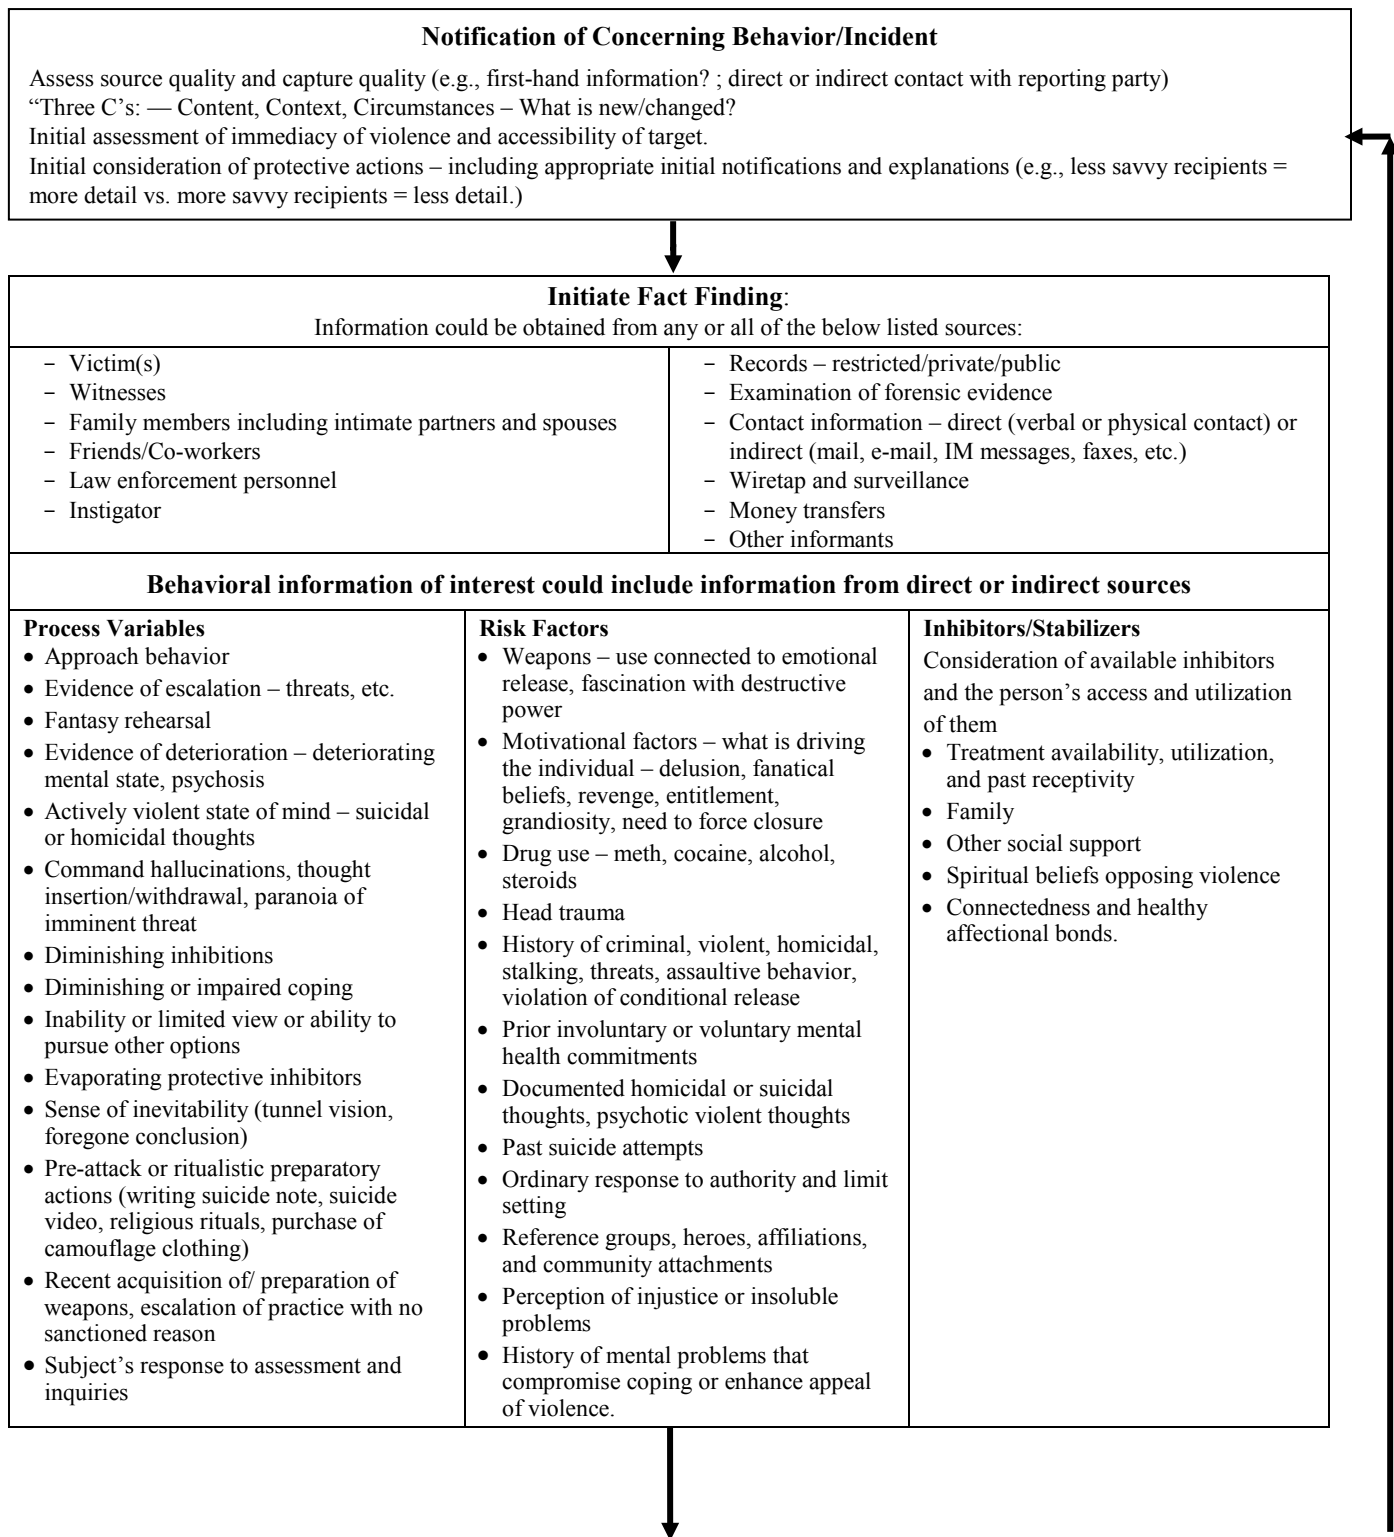 Notification of Concerning Behavior/Incident
Assess source quality and capture quality (e.g., first-hand information? ; direct or indirect contact with reporting party)
“Three C’s: — Content, Context, Circumstances – What is new/changed?
Initial assessment of immediacy of violence and accessibility of target.
Initial consideration of protective actions – including appropriate initial notifications and explanations (e.g., less savvy recipients =
more detail vs. more savvy recipients = less detail.)
Initiate Fact Finding:
Information could be obtained from any or all of the below listed sources:
– Victim(s)
– Witnesses
– Family members including intimate partners and spouses
– Friends/Co-workers
– Law enforcement personnel
– Instigator
– Records – restricted/private/public
– Examination of forensic evidence
– Contact information – direct (verbal or physical contact) or
indirect (mail, e-mail, IM messages, faxes, etc.)
– Wiretap and surveillance
– Money transfers
– Other informants
Behavioral information of interest could include information from direct or indirect sources
Process Variables
• Approach behavior
• Evidence of escalation – threats, etc.
• Fantasy rehearsal
• Evidence of deterioration – deteriorating
mental state, psychosis
• Actively violent state of mind – suicidal
or homicidal thoughts
• Command hallucinations, thought
insertion/withdrawal, paranoia of
imminent threat
• Diminishing inhibitions
• Diminishing or impaired coping
• Inability or limited view or ability to
pursue other options
• Evaporating protective inhibitors
• Sense of inevitability (tunnel vision,
foregone conclusion)
• Pre-attack or ritualistic preparatory
actions (writing suicide note, suicide
video, religious rituals, purchase of
camouflage clothing)
• Recent acquisition of/ preparation of
weapons, escalation of practice with no
sanctioned reason
• Subject’s response to assessment and
inquiries
Risk Factors
• Weapons – use connected to emotional
release, fascination with destructive
power
• Motivational factors – what is driving
the individual – delusion, fanatical
beliefs, revenge, entitlement,
grandiosity, need to force closure
• Drug use – meth, cocaine, alcohol,
steroids
• Head trauma
• History of criminal, violent, homicidal,
stalking, threats, assaultive behavior,
violation of conditional release
• Prior involuntary or voluntary mental
health commitments
• Documented homicidal or suicidal
thoughts, psychotic violent thoughts
• Past suicide attempts
• Ordinary response to authority and limit
setting
• Reference groups, heroes, affiliations,
and community attachments
• Perception of injustice or insoluble
problems
• History of mental problems that
compromise coping or enhance appeal
of violence.
Inhibitors/Stabilizers
Consideration of available inhibitors
and the person’s access and utilization
of them
• Treatment availability, utilization,
and past receptivity
• Family
• Other social support
• Spiritual beliefs opposing violence
• Connectedness and healthy
affectional bonds.